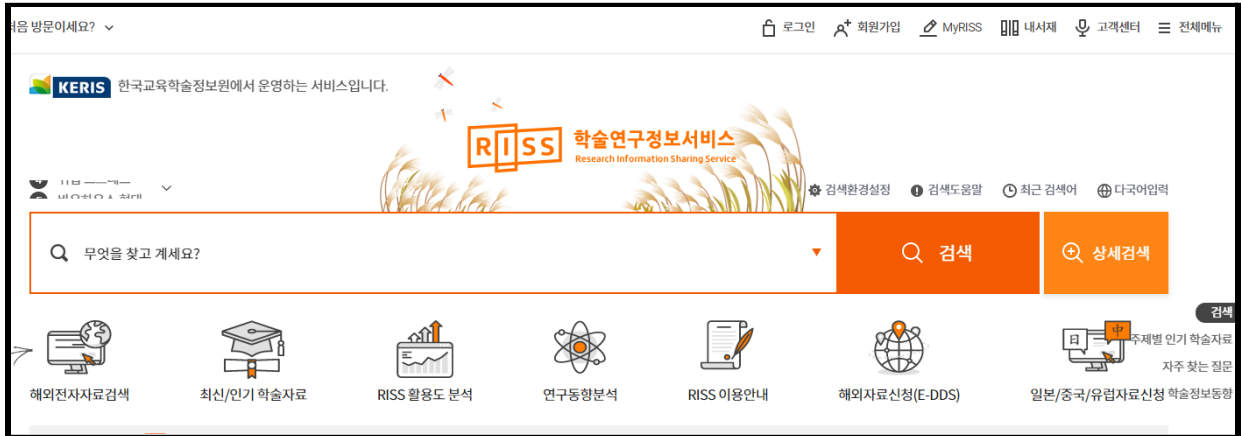 처음 방문이세요?
로그인 회원가입 MyRISS 내서재 고객센터 전체메뉴
KERIS 한국교육학술정보원에서 운영하는 서비스입니다.
RISS 학술연구정보서비스
Research Information Sharing Service
검색환경설정 검색도움말 최근 검색어 다국어입력
무엇을 찾고 계세요?
검색 상세검색
검색
日 中
주제별 인기 학술자료
자주 찾는 질문
해외전자자료검색 최신/인기 학술자료 RISS 활용도 분석 연구동향분석 RISS 이용안내 해외자료신청(E-DDS) 일본/중국/유럽자료신청 학술정보동향